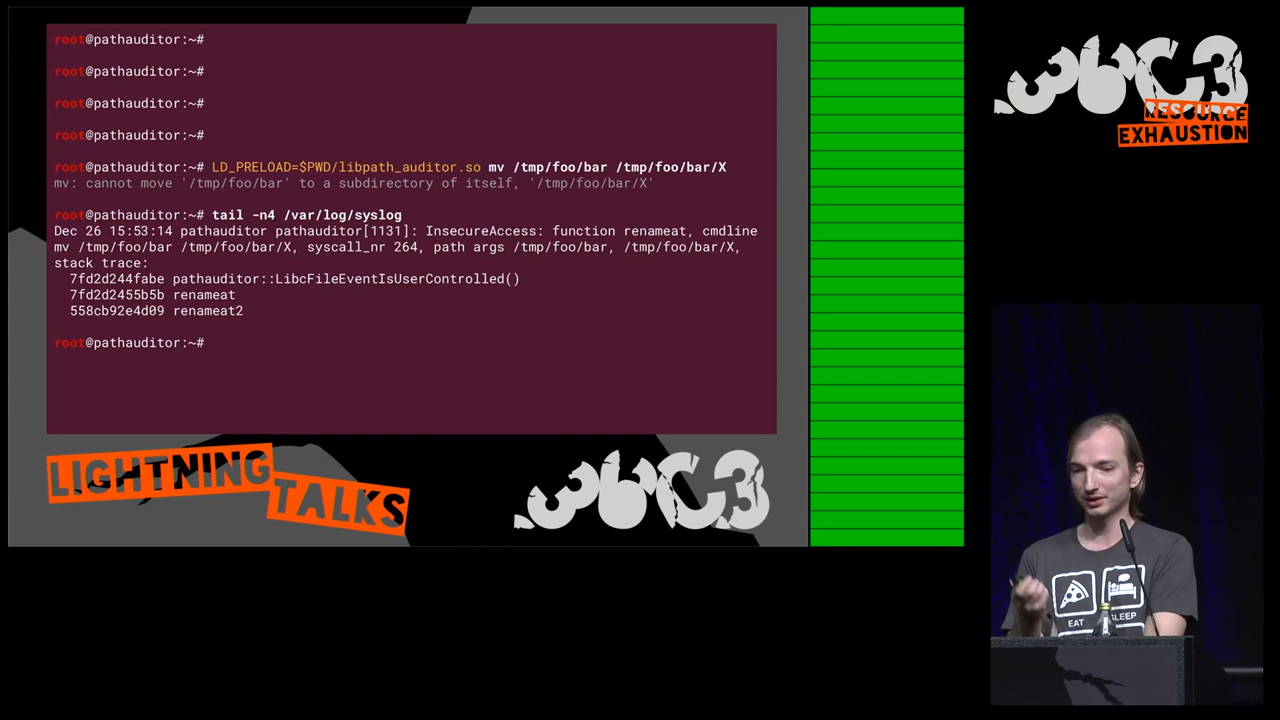 root@pathauditor:~#
root@pathauditor:~#
root@pathauditor:~#
root@pathauditor:~#
root@pathauditor:~# LD_PRELOAD=$PWD/libpath_auditor.so mv /tmp/foo/bar /tmp/foo/bar/X
mv: cannot move '/tmp/foo/bar' to a subdirectory of itself, '/tmp/foo/bar/X'
root@pathauditor:~# tail -n4 /var/log/syslog
Dec 26 15:53:14 pathauditor pathauditor[1131]: InsecureAccess: function renameat, cmdline
mv /tmp/foo/bar /tmp/foo/bar/X, syscall_nr 264, path args /tmp/foo/bar, /tmp/foo/bar/X,
stack trace:
7fd2d244fabe pathauditor::LibcFileEventIsUserControlled()
7fd2d2455b5b renameat
558cb92e4d09 renameat2
root@pathauditor:~#
LIGHTNING
TALKS
36C3
36C3
RESOURCE
EXHAUSTION
EAT
SLEEP